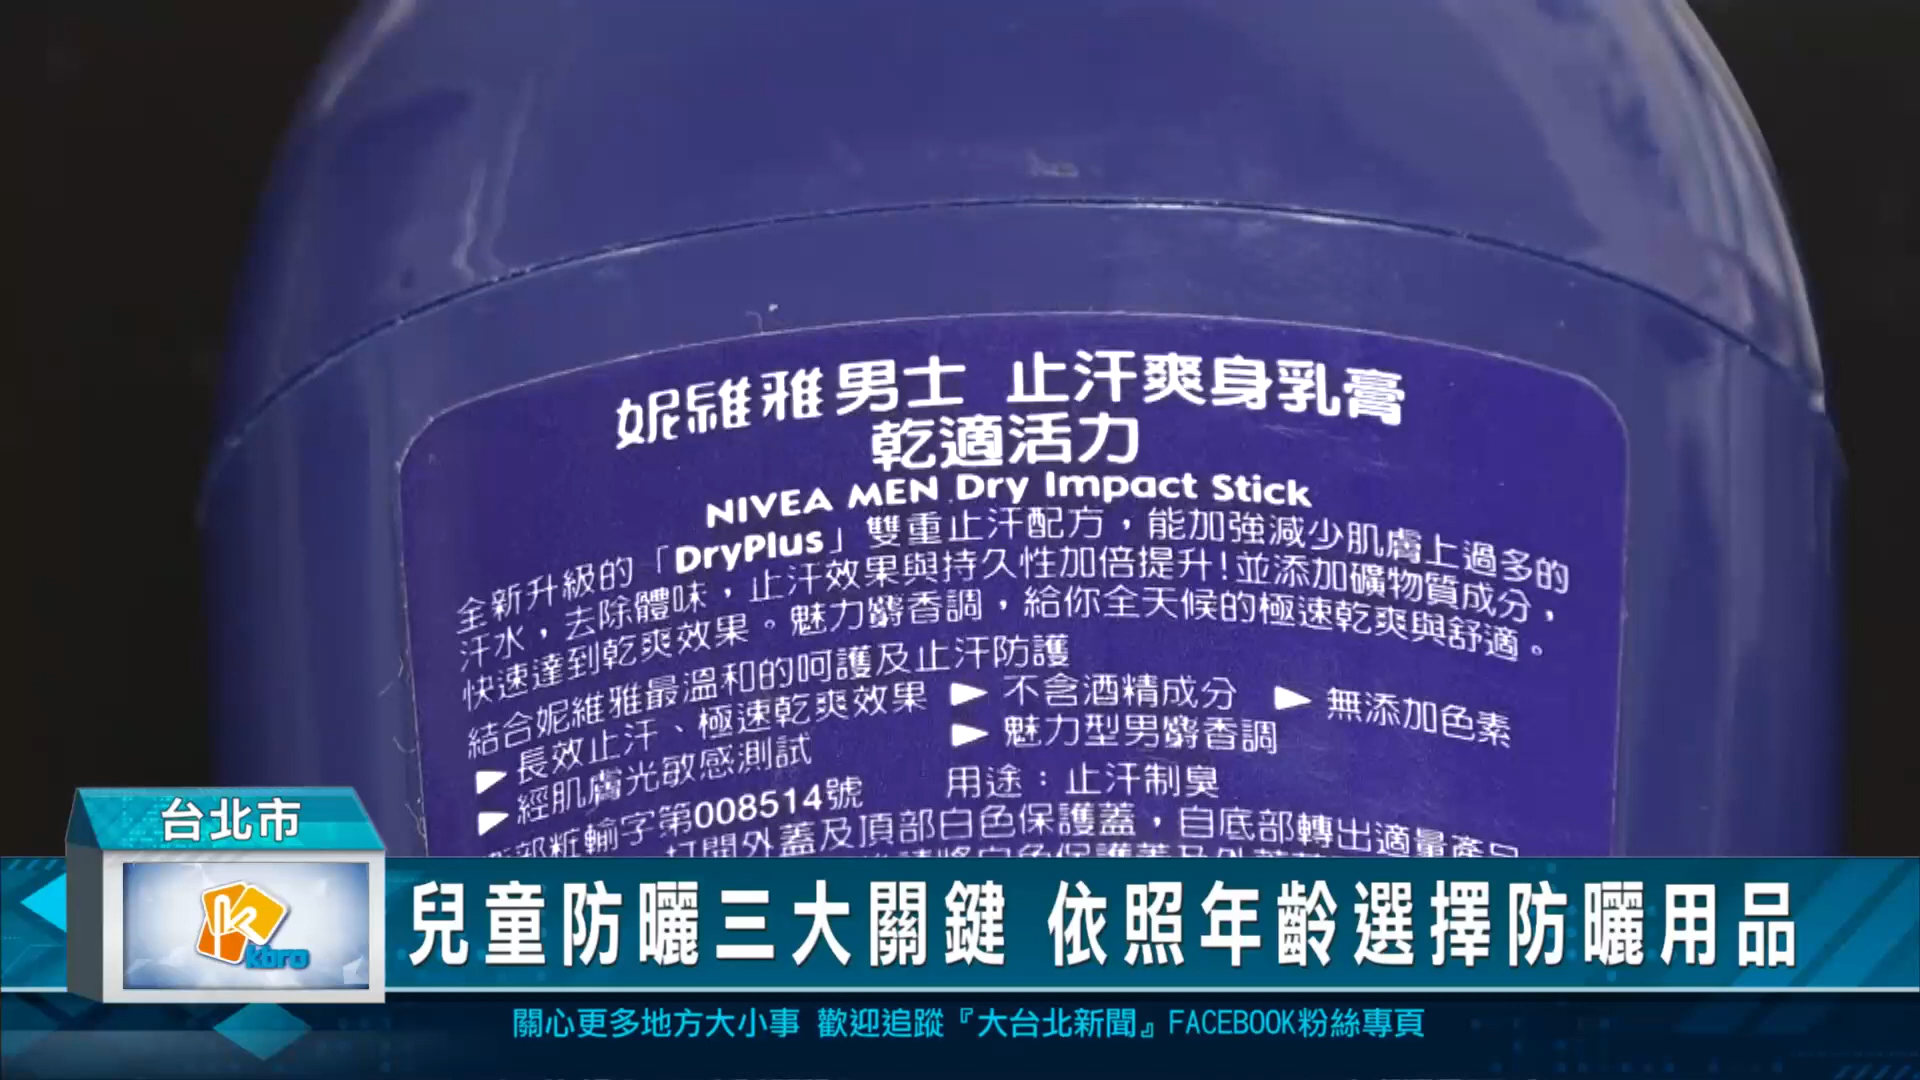 妮維雅男士 止汗爽身乳膏
乾適活力
NIVEA MEN Dry Impact Stick
全新升級的「DryPlus」雙重止汗配方，能加強減少肌膚上過多的
汗水，去除體味，止汗效果與持久性加倍提升!並添加礦物質成分，
快速達到乾爽效果。魅力麝香調，給你全天候的極速乾爽與舒適。
結合妮維雅最溫和的呵護及止汗防護
►長效止汗、極速乾爽效果 ►不含酒精成分 ►無添加色素
►經肌膚光敏感測試 ►魅力型男麝香調
部粧輸字第008514號 用途：止汗制臭
打開外蓋及頂部白色保護蓋，自底部轉出適量產品
台北市
koro
兒童防曬三大關鍵 依照年齡選擇防曬用品
關心更多地方大小事 歡迎追蹤『大台北新聞』FACEBOOK粉絲專頁